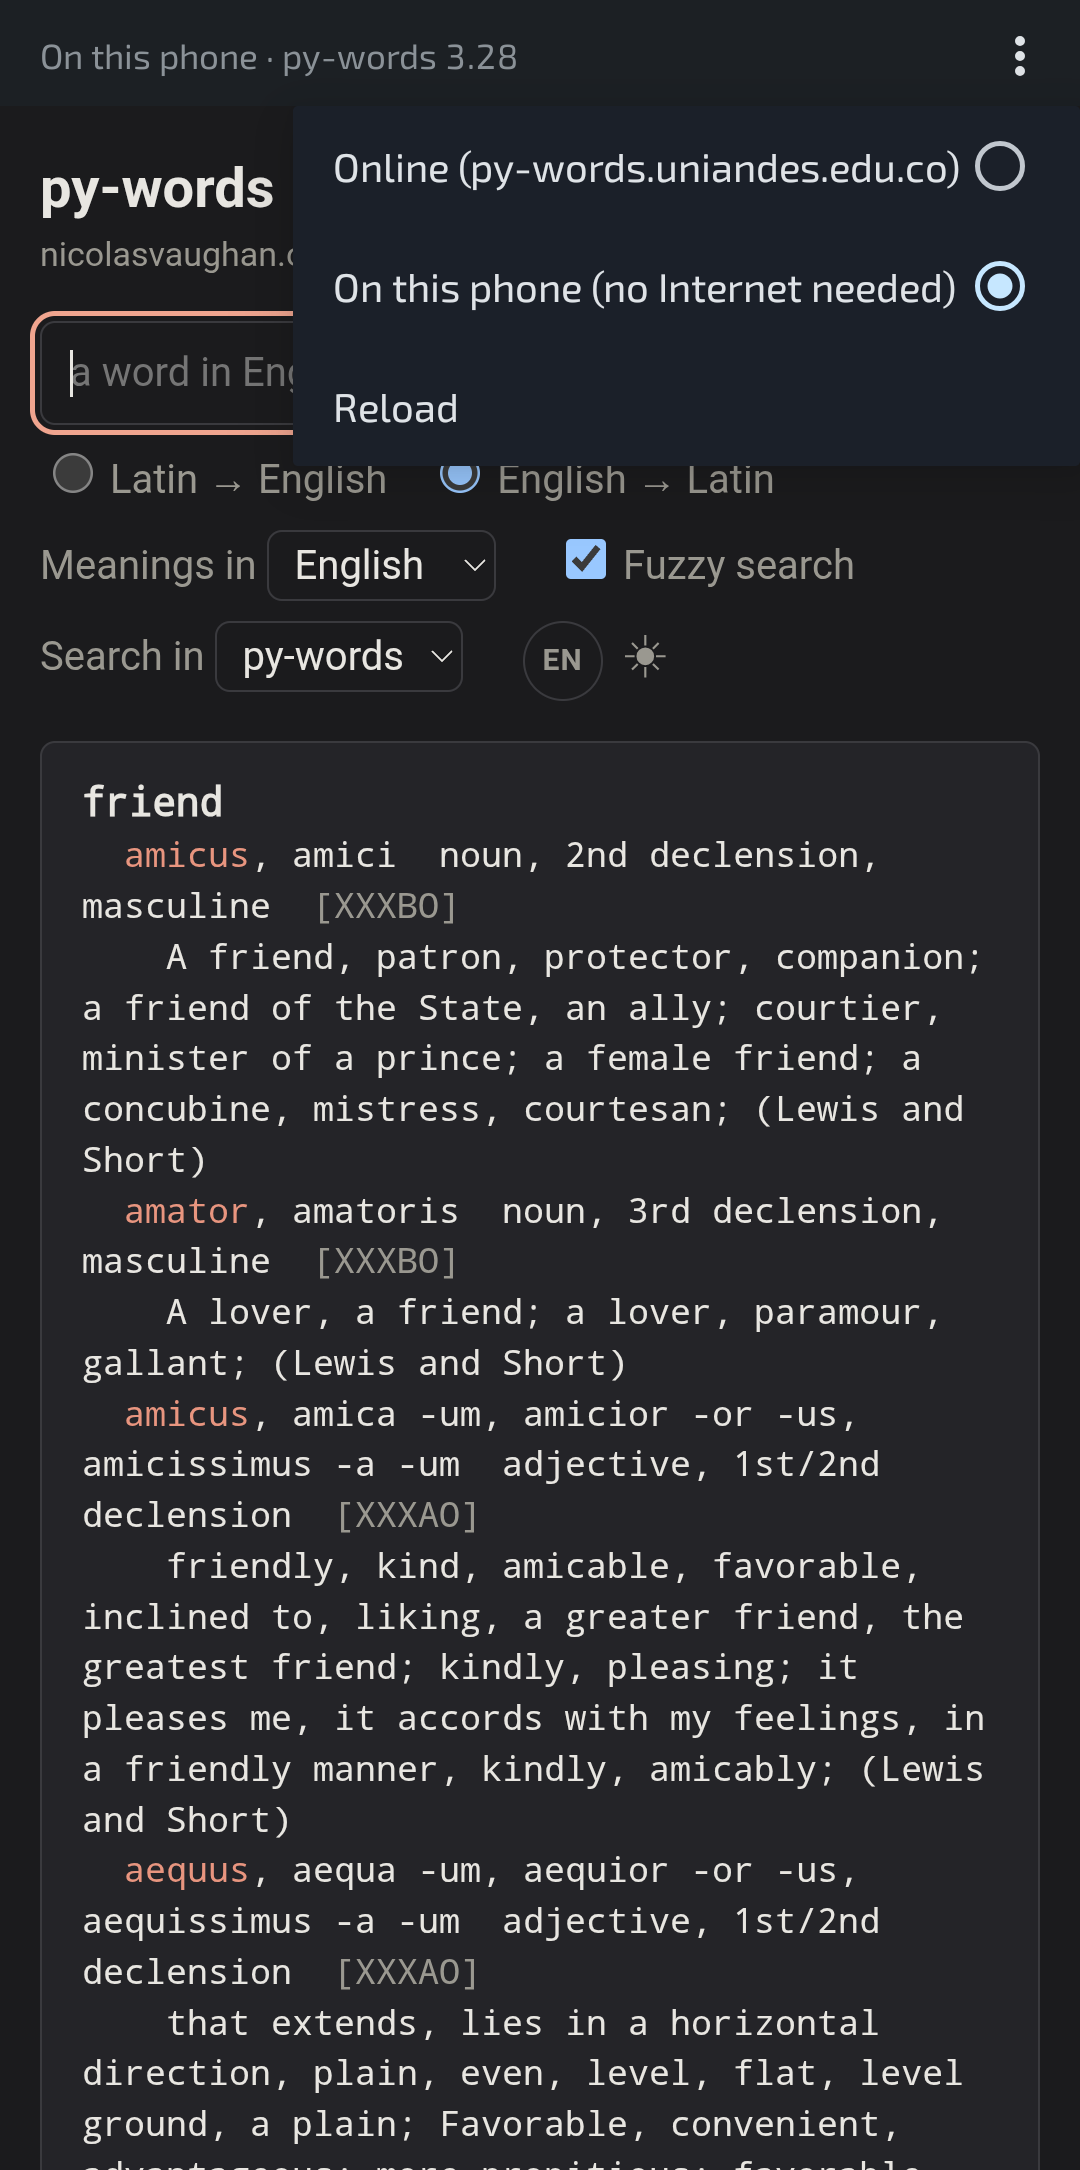 On this phone · py-words 3.28
Online (py-words.uniandes.edu.co)
On this phone (no Internet needed)
Reload
py-words
nicolasvaughan.
a word in Eng
Latin → English English → Latin
Meanings in English Fuzzy search
Search in py-words EN
friend
amicus, amici noun, 2nd declension,
masculine [XXXBO]
A friend, patron, protector, companion;
a friend of the State, an ally; courtier,
minister of a prince; a female friend; a
concubine, mistress, courtesan; (Lewis and
Short)
amator, amatoris noun, 3rd declension,
masculine [XXXBO]
A lover, a friend; a lover, paramour,
gallant; (Lewis and Short)
amicus, amica -um, amicior -or -us,
amicissimus -a -um adjective, 1st/2nd
declension [XXXAO]
friendly, kind, amicable, favorable,
inclined to, liking, a greater friend, the
greatest friend; kindly, pleasing; it
pleases me, it accords with my feelings, in
a friendly manner, kindly, amicably; (Lewis
and Short)
aequus, aequa -um, aequior -or -us,
aequissimus -a -um adjective, 1st/2nd
declension [XXXAO]
that extends, lies in a horizontal
direction, plain, even, level, flat, level
ground, a plain; Favorable, convenient,